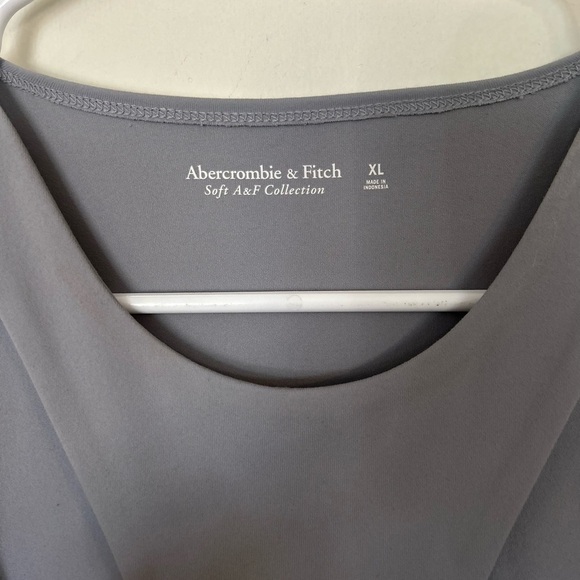 Abercrombie & Fitch
Soft A&F Collection
XL
MADE IN
INDONESIA